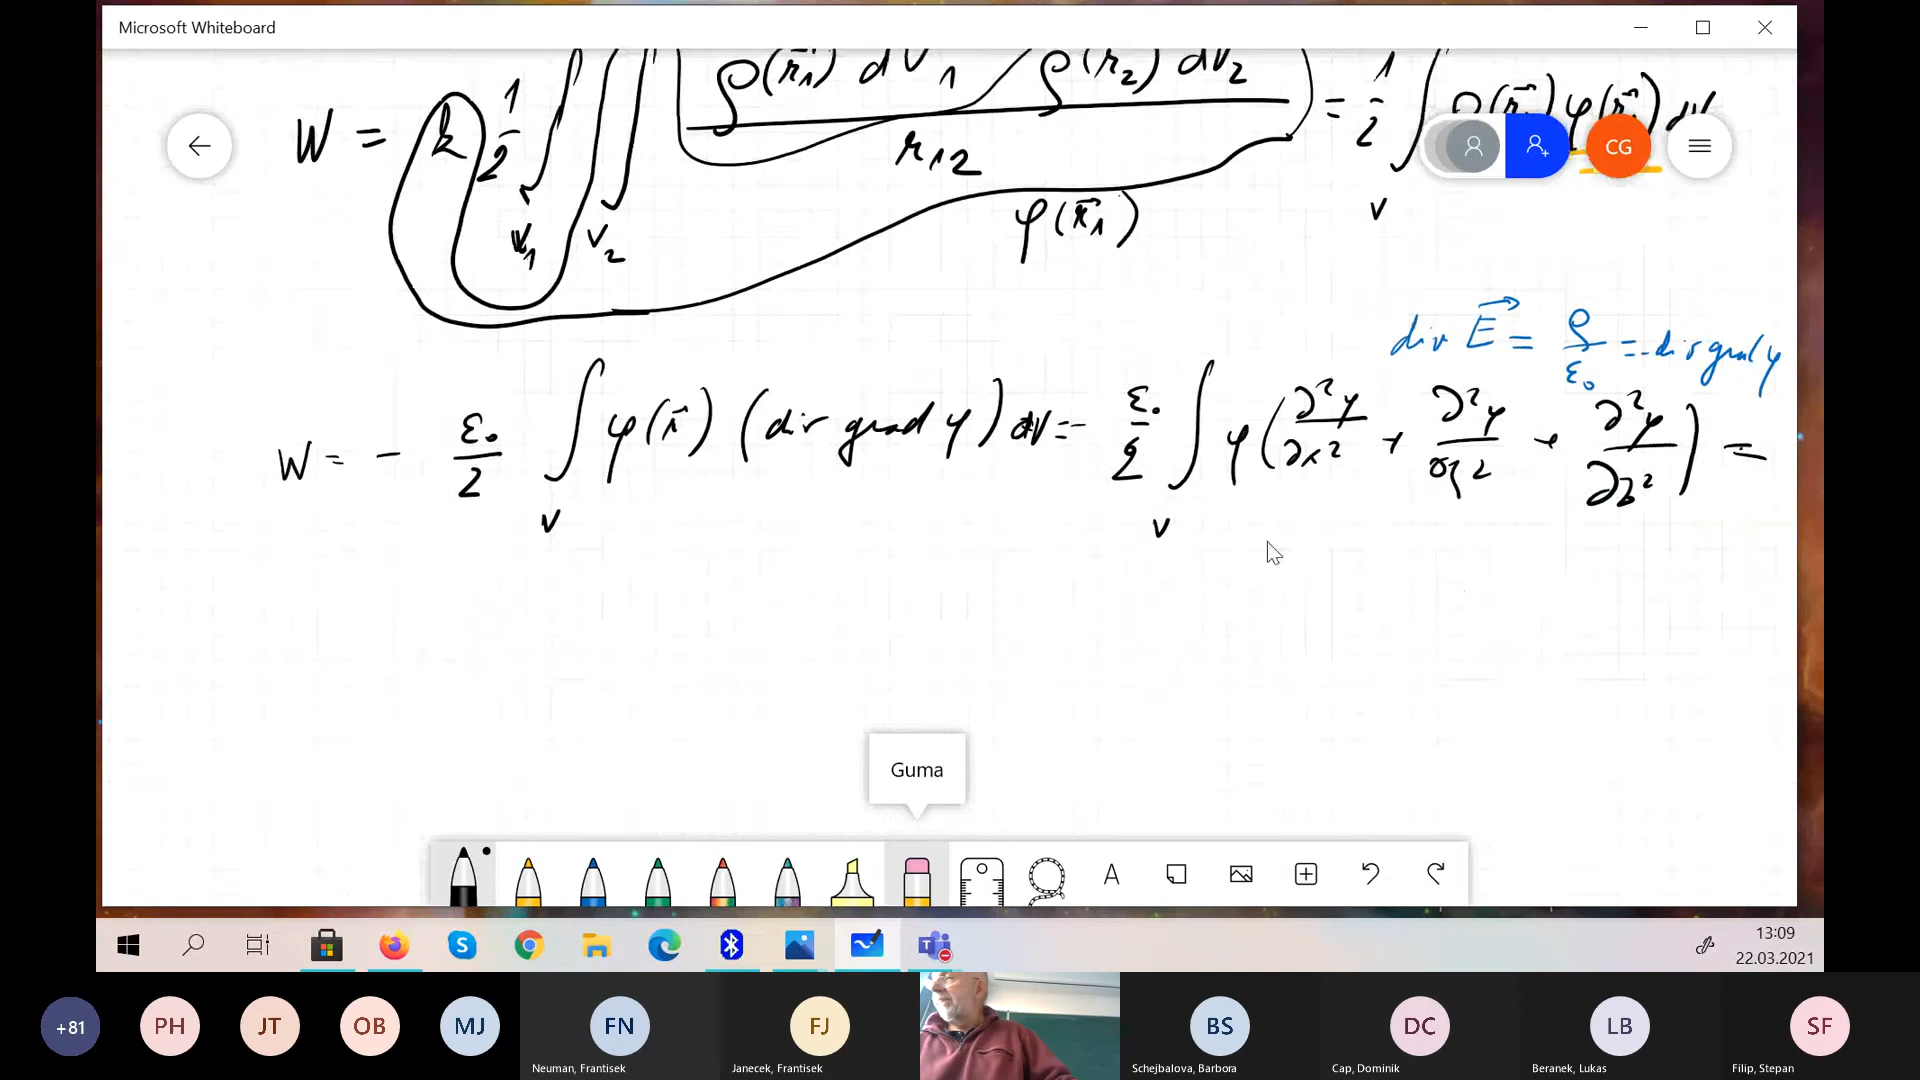 Microsoft Whiteboard
W = k 1/2 ∫ ∫ ρ(r⃗1) dV1 ρ(r2) dV2 / r12 = 1/2 ∫ ρ(r⃗) φ(r⃗) dV
V1 V2 φ(r⃗1) V
CG
div E⃗ = ρ/ε0 = - div grad φ
W = - ε0/2 ∫ φ(r⃗) (div grad φ) dV = - ε0/2 ∫ φ(∂²φ/∂x² + ∂²φ/∂y² + ∂²φ/∂z²) =
V V
Guma
13:09
22.03.2021
+81 PH JT OB MJ FN FJ BS DC LB SF
Neuman, Frantisek Janecek, Frantisek Schejbalova, Barbora Cap, Dominik Beranek, Lukas Filip, Stepan